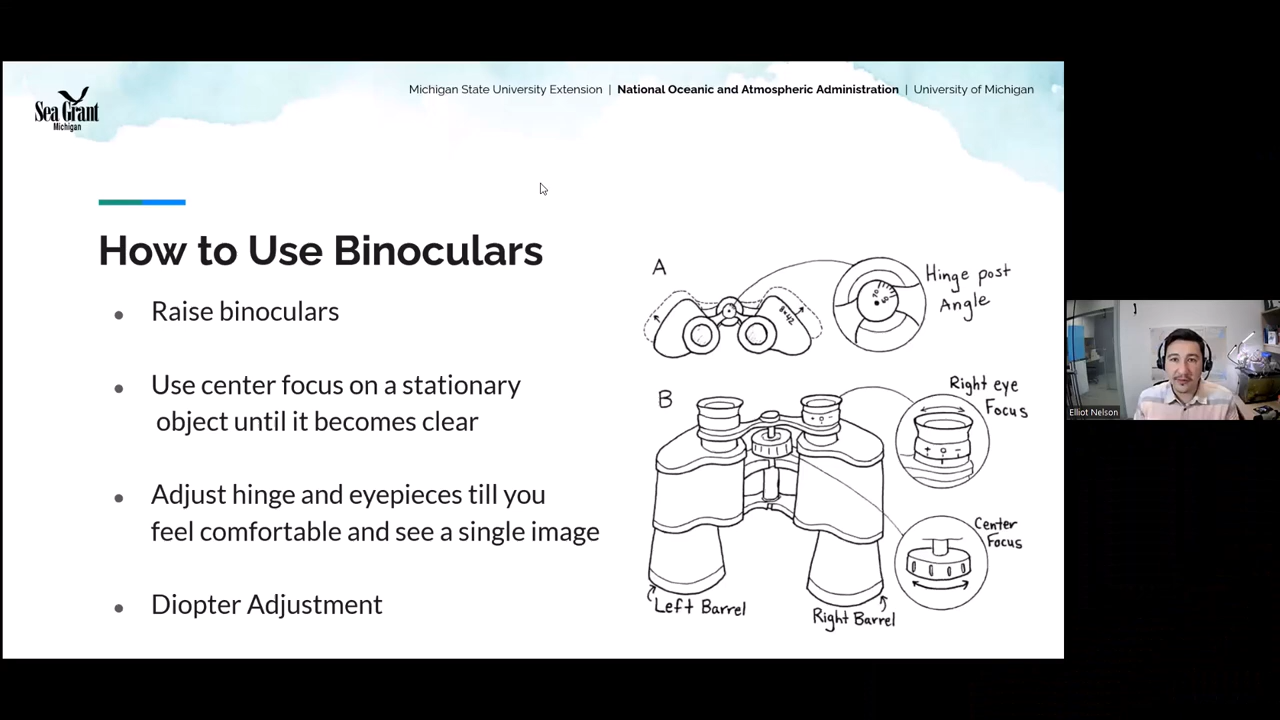 Sea Grant
Michigan
Michigan State University Extension | National Oceanic and Atmospheric Administration | University of Michigan
How to Use Binoculars
Raise binoculars
Use center focus on a stationary
object until it becomes clear
Adjust hinge and eyepieces till you
feel comfortable and see a single image
Diopter Adjustment
A
Hinge post
Angle
8x42
B
Right eye
Focus
+ 0 -
Center
Focus
Left Barrel
Right Barrel
Elliot Nelson